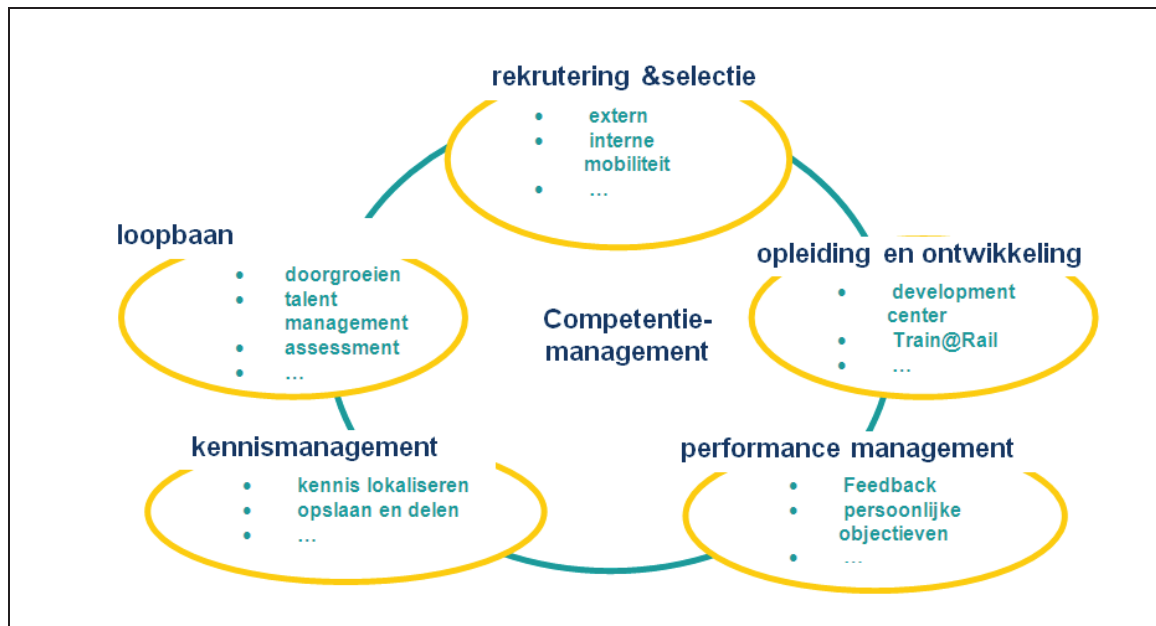 rekrutering &selectie
• extern
• interne
mobiliteit
• ...
loopbaan
• doorgroeien
• talent
management
• assessment
• ...
Competentie-
management
opleiding en ontwikkeling
• development
center
• Train@Rail
• ...
kennismanagement
• kennis lokaliseren
• opslaan en delen
• ...
performance management
• Feedback
• persoonlijke
objectieven
• ...